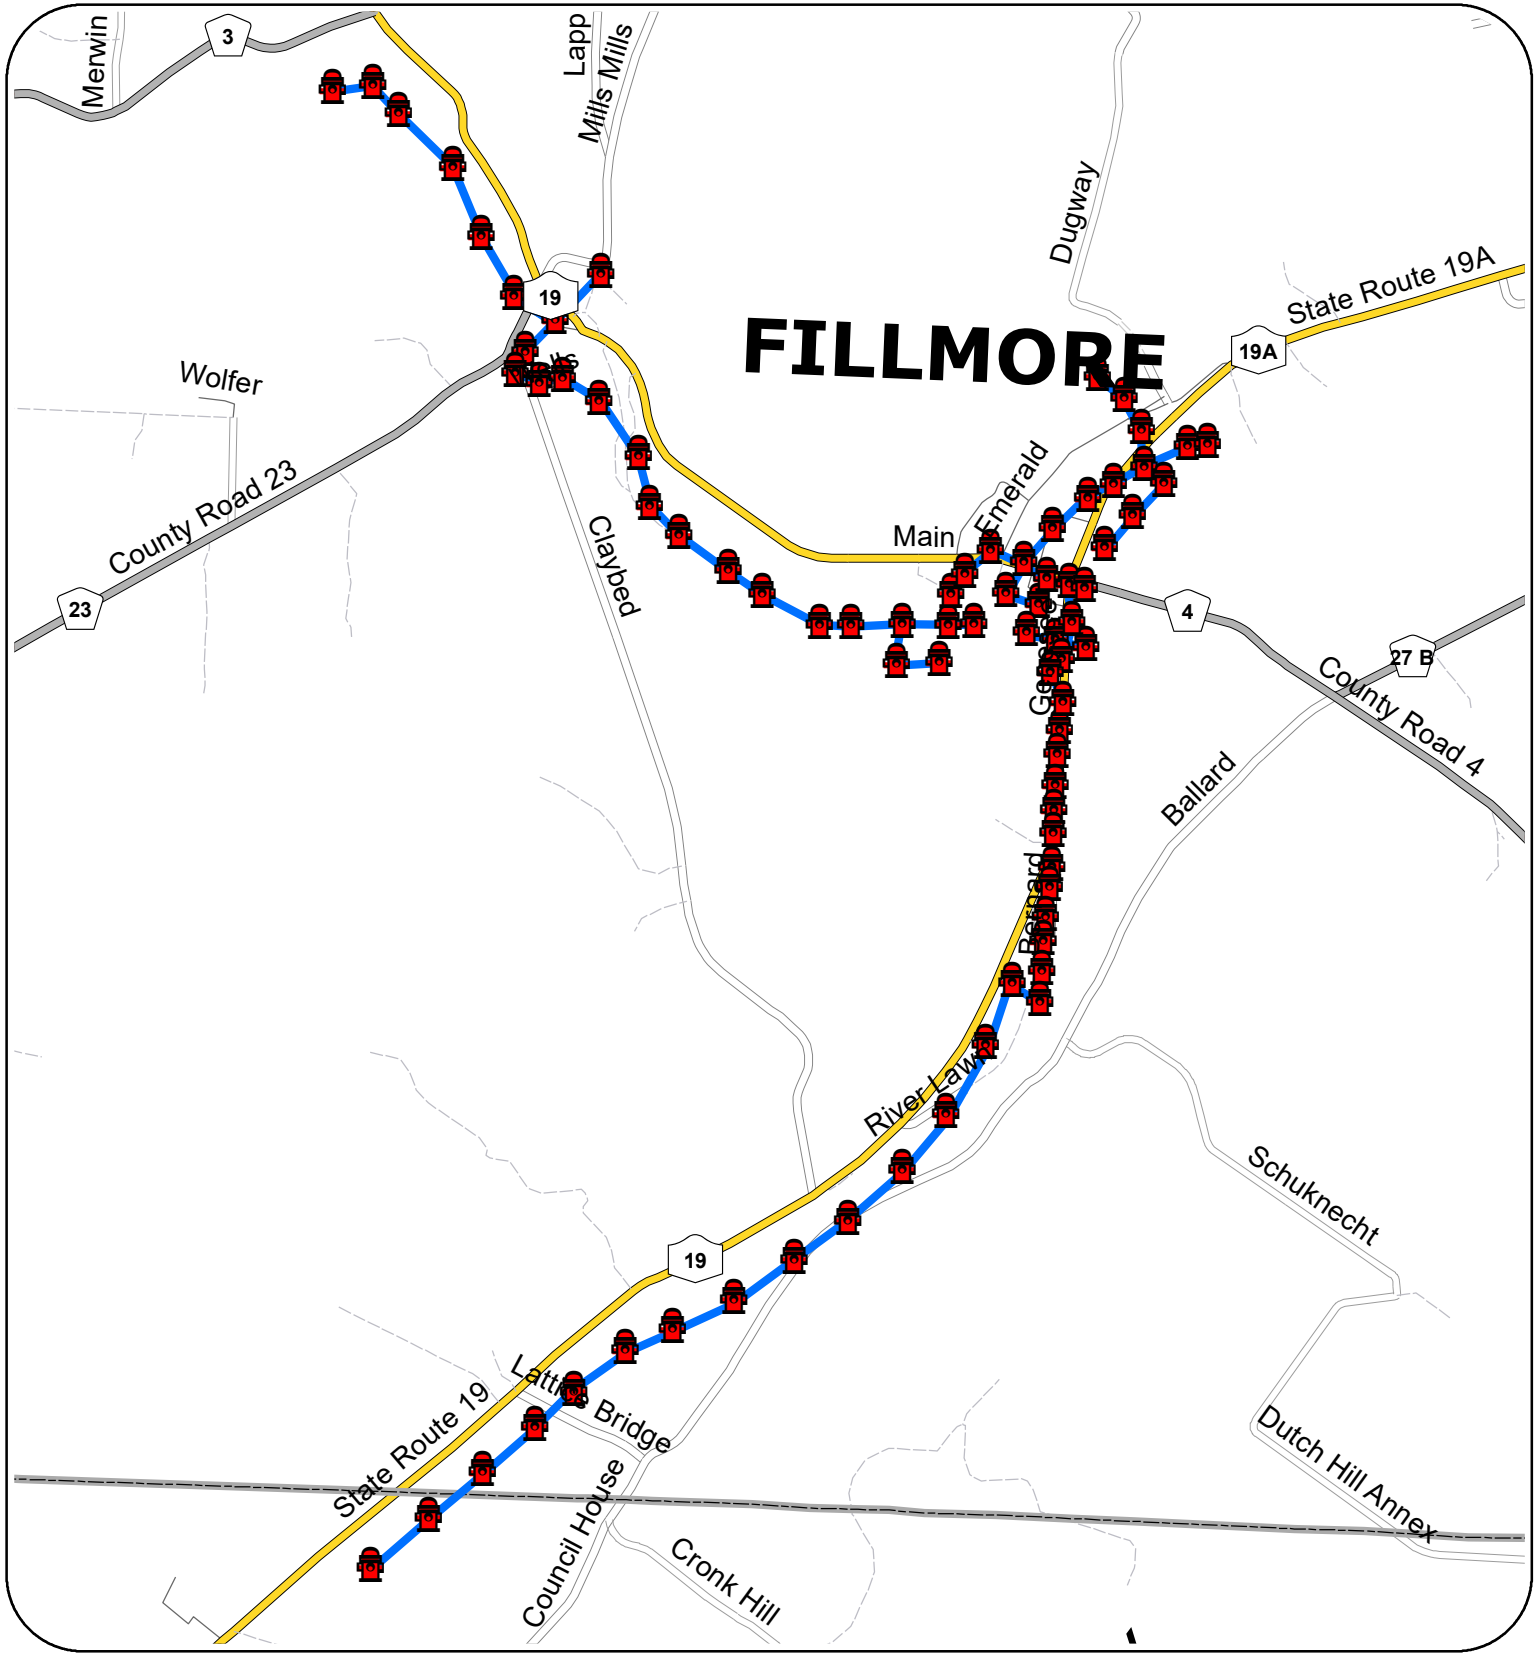 Merwin
3
Lapp
Mills Mills
Dugway
State Route 19A
19
19A
FILLMORE
Wolfer
County Road 23
Emerald
Main
Claybed
23
4
27 B
County Road 4
Ballard
River Lawn
Schuknecht
19
Lattice Bridge
State Route 19
Dutch Hill Annex
Council House
Cronk Hill